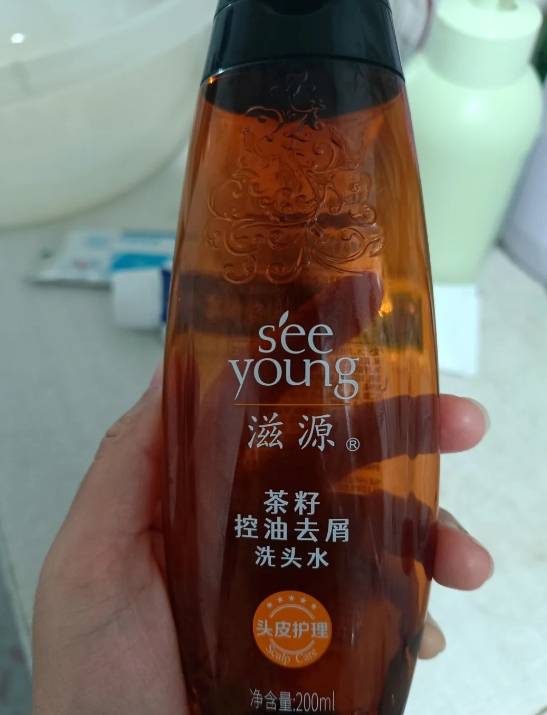 s'ee
young
滋源®
茶籽
控油去屑
洗头水
头皮护理
Scalp Care
净含量:200ml